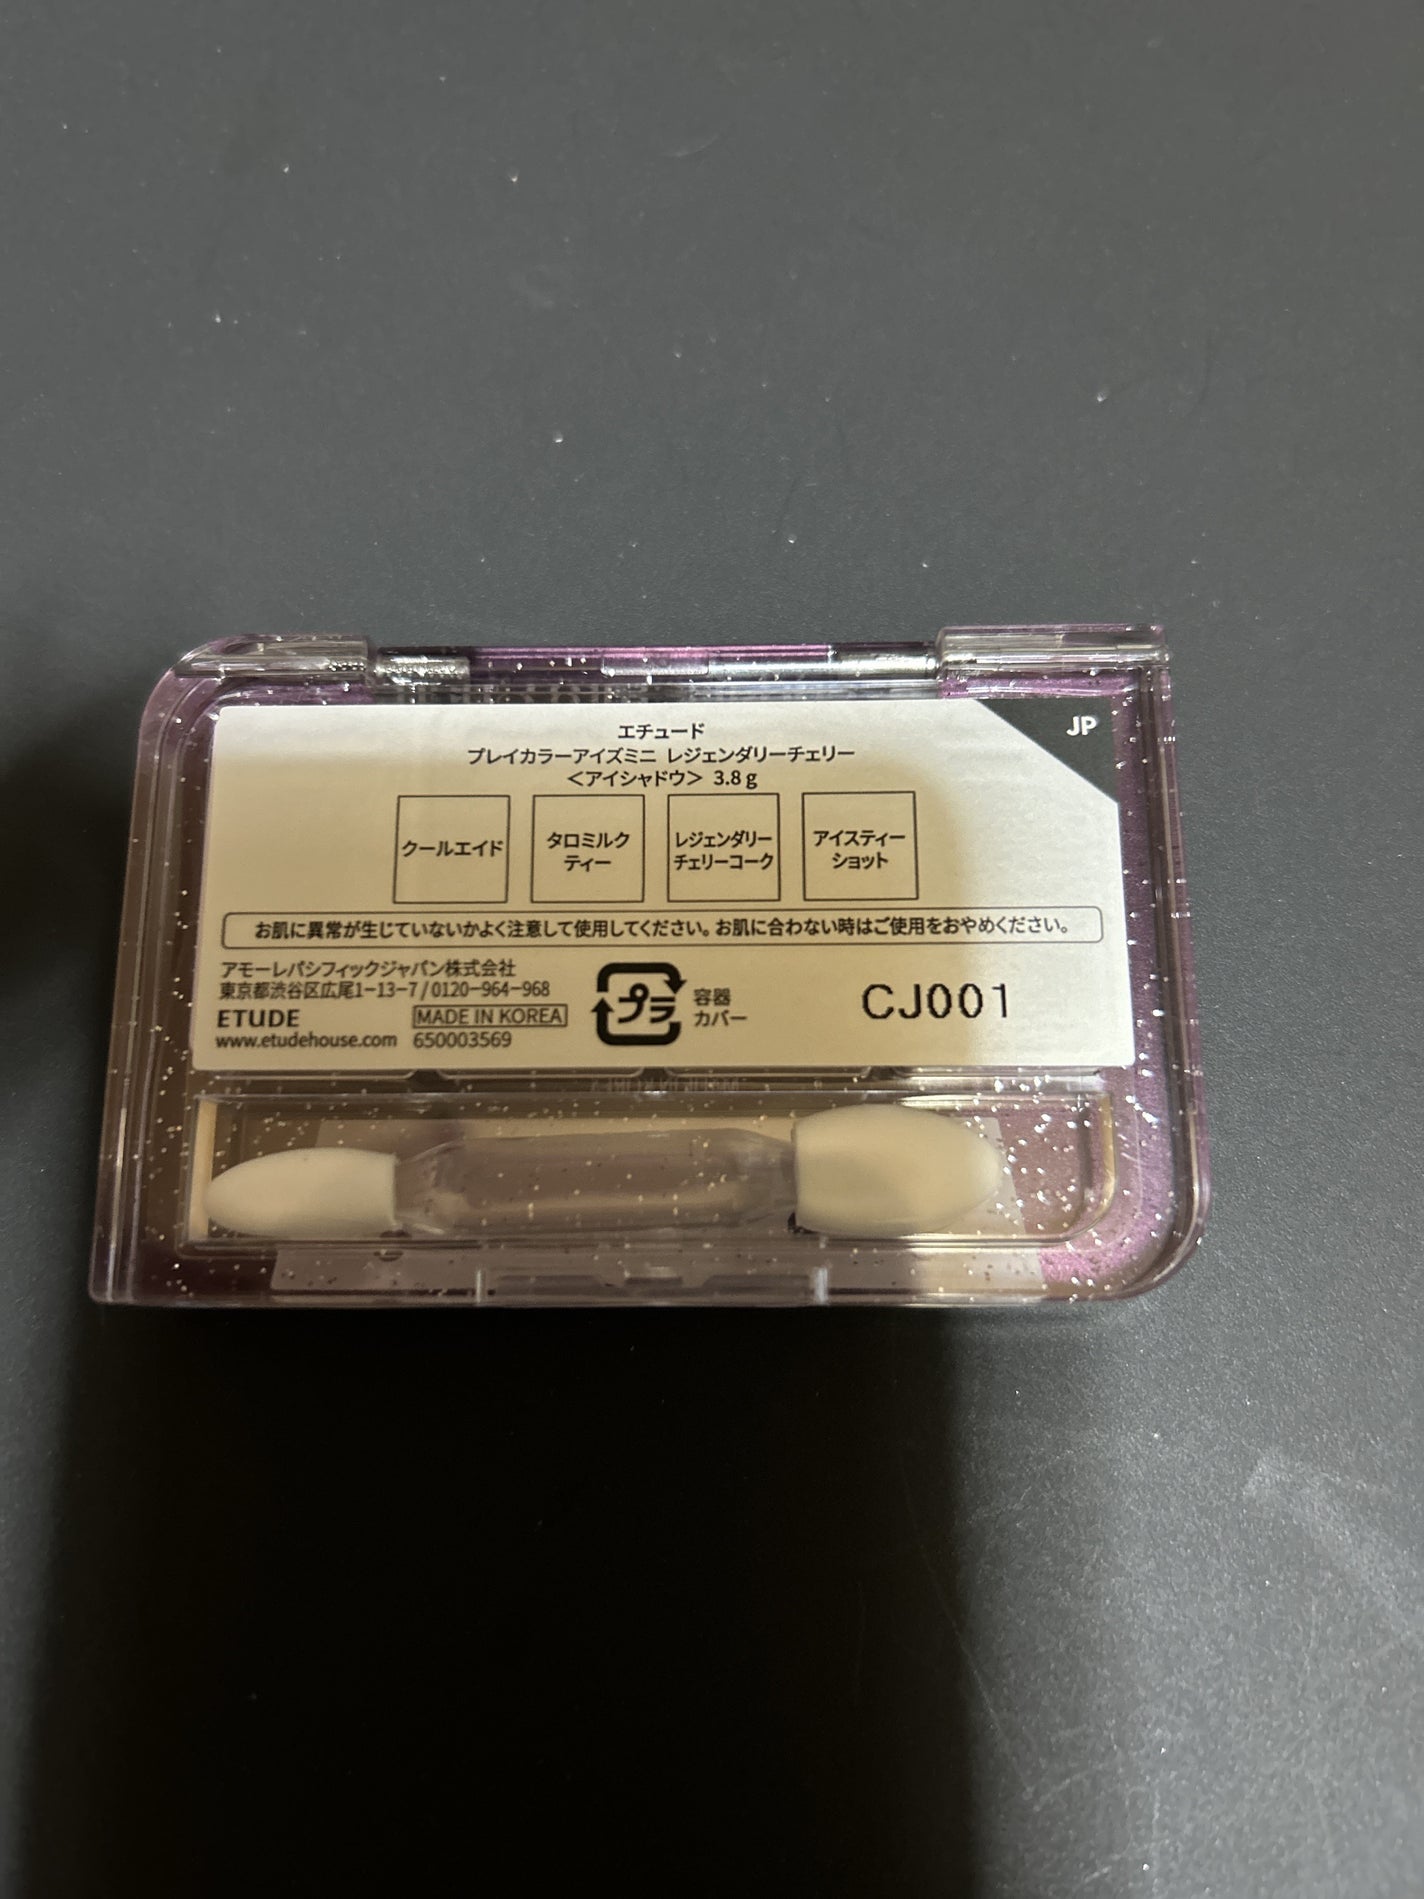 JP
エチュード
プレイカラーアイズミニ レジェンダリーチェリー
＜アイシャドウ＞ 3.8 g
クールエイド
タロミルク
ティー
レジェンダリー
チェリーコーク
アイスティー
ショット
お肌に異常が生じていないかよく注意して使用してください。お肌に合わない時はご使用をおやめください。
アモーレパシフィックジャパン株式会社
東京都渋谷区広尾1-13-7/0120-964-968
ETUDE
MADE IN KOREA
www.etudehouse.com
650003569
プラ
容器
カバー
CJ001